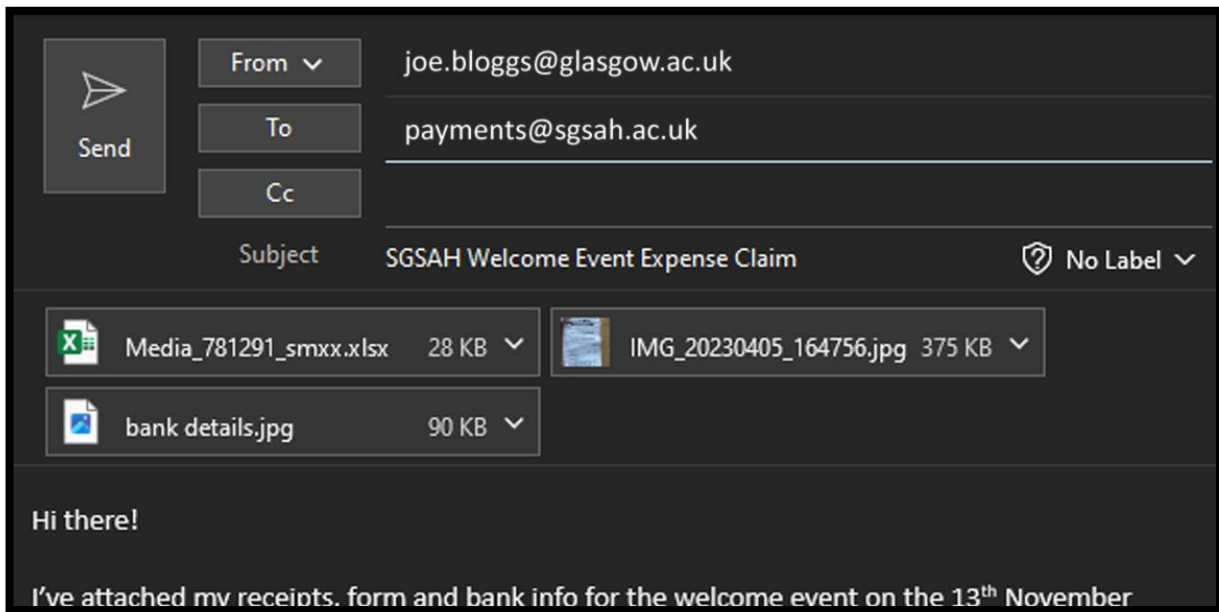 From joe.bloggs@glasgow.ac.uk
Send
To payments@sgsah.ac.uk
Cc
Subject SGSAH Welcome Event Expense Claim No Label
Media_781291_smxx.xlsx 28 KB IMG_20230405_164756.jpg 375 KB
bank details.jpg 90 KB
Hi there!
I’ve attached my receipts, form and bank info for the welcome event on the 13th November